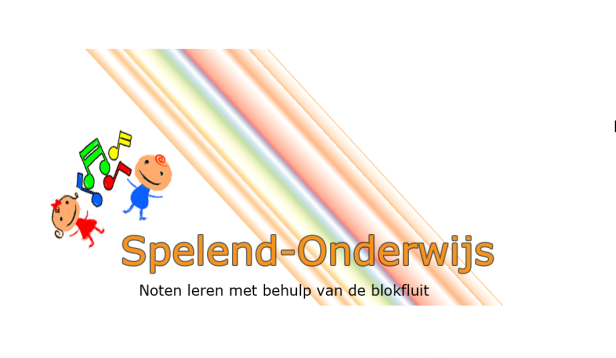 Spelend-Onderwijs
Noten leren met behulp van de blokfluit